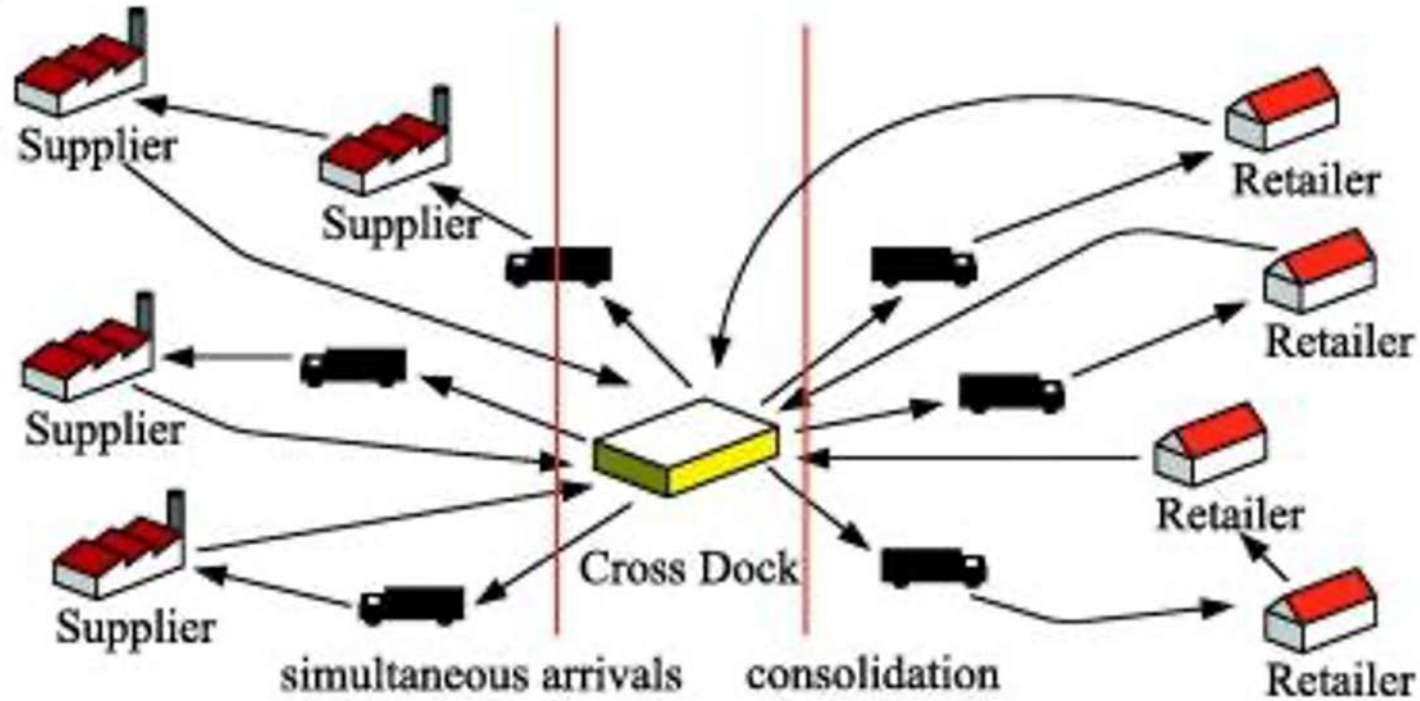 Supplier
Supplier
Retailer
Retailer
Supplier
Retailer
Cross Dock
Supplier
simultaneous arrivals
consolidation
Retailer